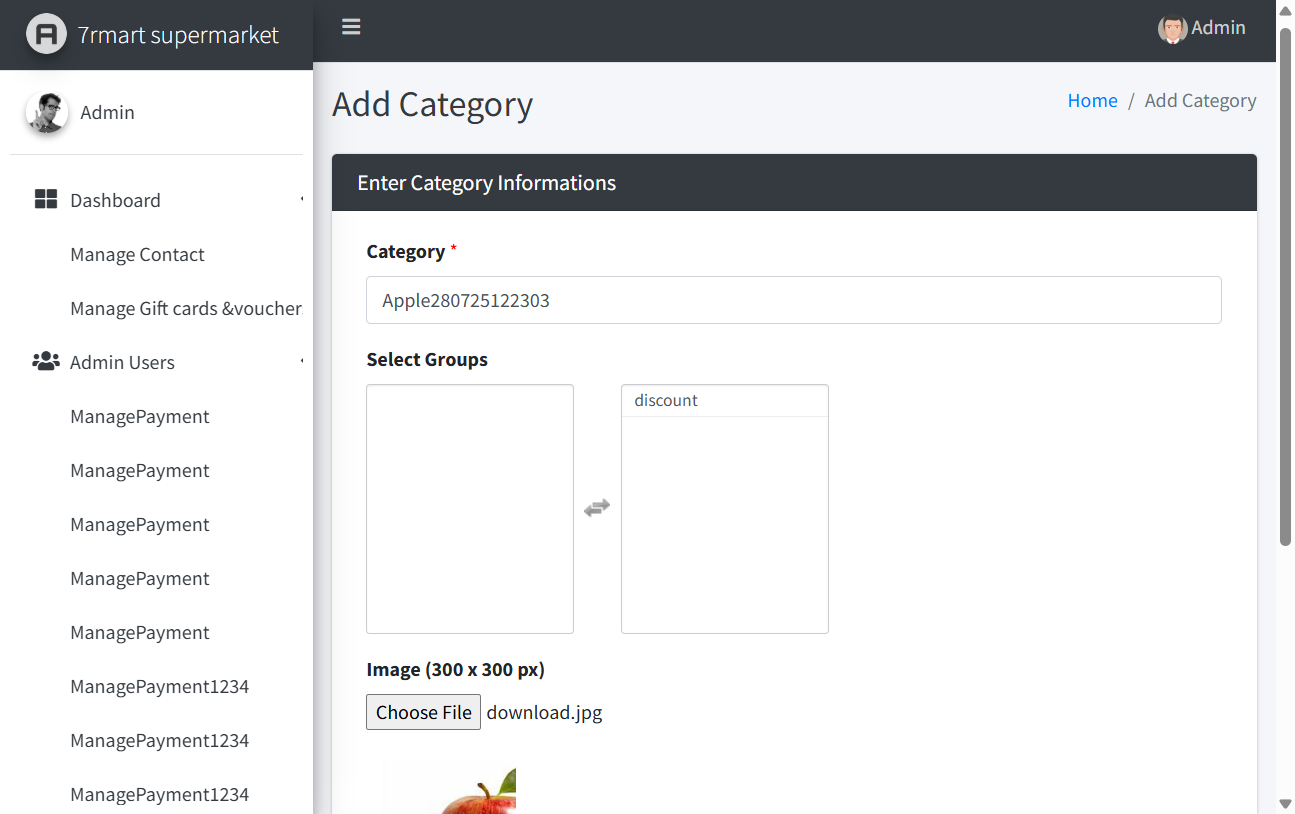 7rmart supermarket
Admin
Admin
Add Category
Home / Add Category
Dashboard
Manage Contact
Manage Gift cards &voucher
Admin Users
ManagePayment
ManagePayment
ManagePayment
ManagePayment
ManagePayment
ManagePayment1234
ManagePayment1234
ManagePayment1234
Enter Category Informations
Category *
Apple280725122303
Select Groups
discount
Image (300 x 300 px)
Choose File download.jpg